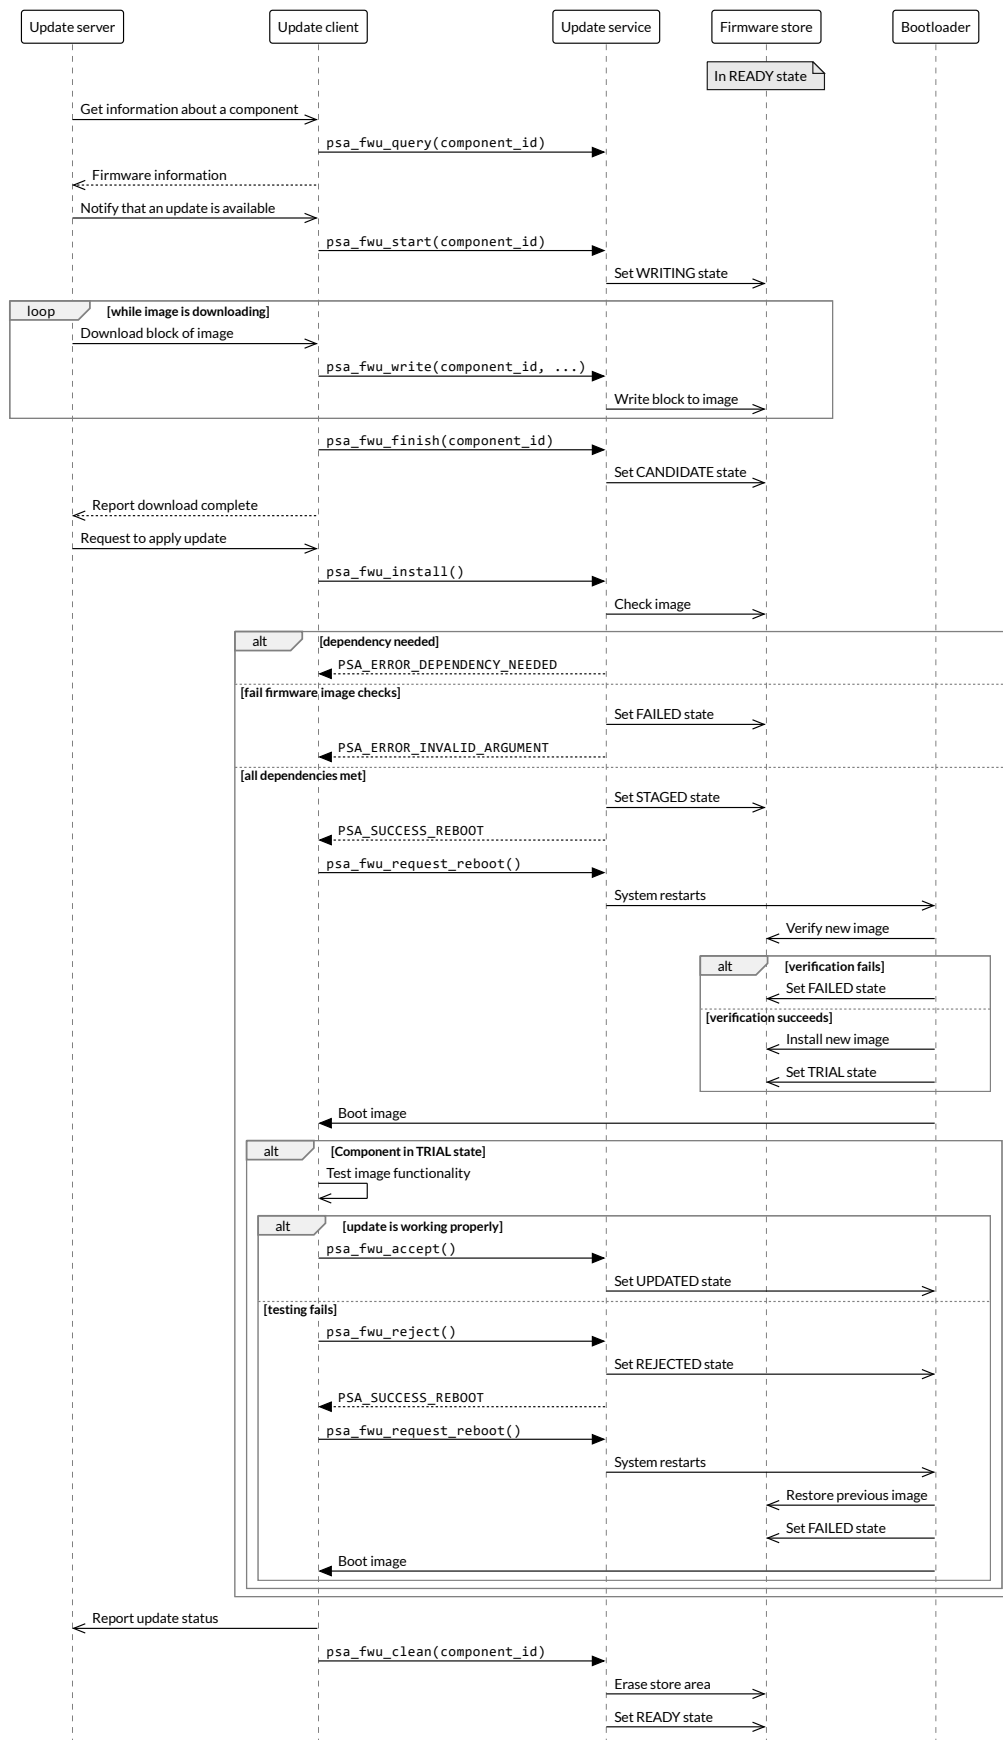 Update server
Update client
Update service
Firmware store
Bootloader
In READY state
Get information about a component
psa_fwu_query(component_id)
Firmware information
Notify that an update is available
psa_fwu_start(component_id)
Set WRITING state
loop
[while image is downloading]
Download block of image
psa_fwu_write(component_id, ...)
Write block to image
psa_fwu_finish(component_id)
Set CANDIDATE state
Report download complete
Request to apply update
psa_fwu_install()
Check image
alt
[dependency needed]
PSA_ERROR_DEPENDENCY_NEEDED
[fail firmware image checks]
Set FAILED state
PSA_ERROR_INVALID_ARGUMENT
[all dependencies met]
Set STAGED state
PSA_SUCCESS_REBOOT
psa_fwu_request_reboot()
System restarts
Verify new image
alt
[verification fails]
Set FAILED state
[verification succeeds]
Install new image
Set TRIAL state
Boot image
alt
[Component in TRIAL state]
Test image functionality
alt
[update is working properly]
psa_fwu_accept()
Set UPDATED state
[testing fails]
psa_fwu_reject()
Set REJECTED state
PSA_SUCCESS_REBOOT
psa_fwu_request_reboot()
System restarts
Restore previous image
Set FAILED state
Boot image
Report update status
psa_fwu_clean(component_id)
Erase store area
Set READY state